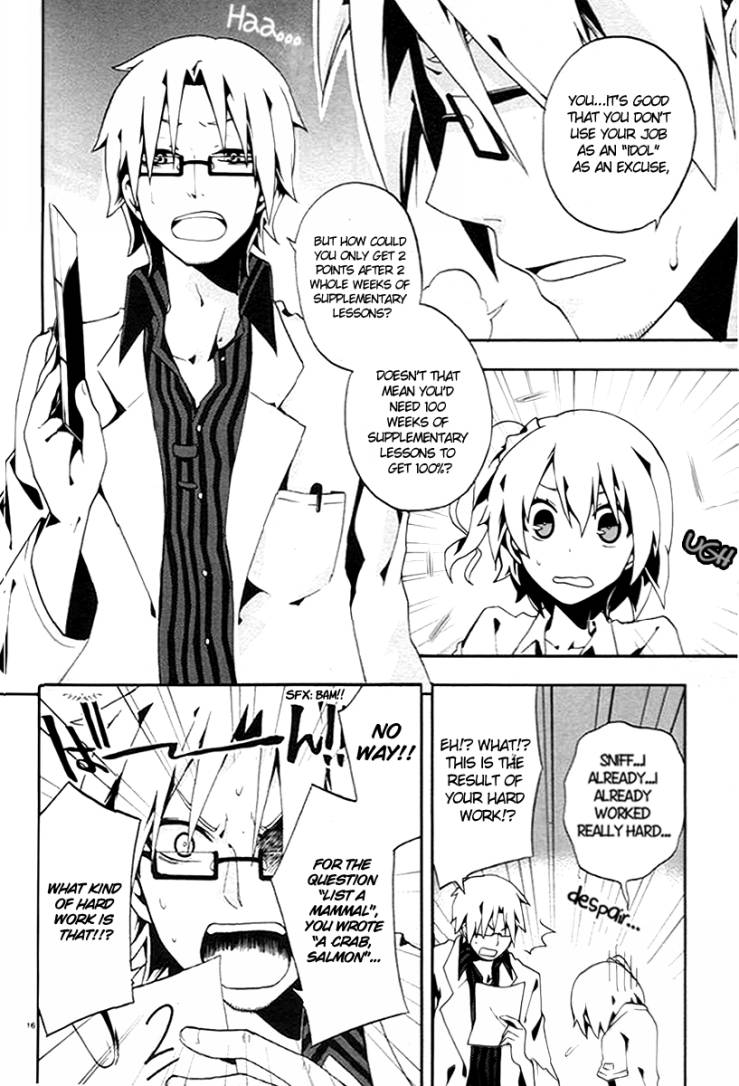 YOU...IT'S GOOD
THAT YOU DON'T
USE YOUR JOB
AS AN "IDOL"
AS AN EXCUSE,
Haa...
BUT HOW COULD
YOU ONLY GET 2
POINTS AFTER 2
WHOLE WEEKS OF
SUPPLEMENTARY
LESSONS?
DOESN'T THAT
MEAN YOU'D
NEED 100
WEEKS OF
SUPPLEMENTARY
LESSONS TO
GET 100%?
UGH
SNIFF...I
ALREADY...I
ALREADY
WORKED
REALLY HARD...
despair...
EH!? WHAT!?
THIS IS THE
RESULT OF
YOUR HARD
WORK!?
SFX: BAM!!
ばーーん!!
NO
WAY!!
FOR THE
QUESTION
"LIST A
MAMMAL",
YOU WROTE
"A CRAB,
SALMON"...
WHAT KIND
OF HARD
WORK IS
THAT!!?
2
16